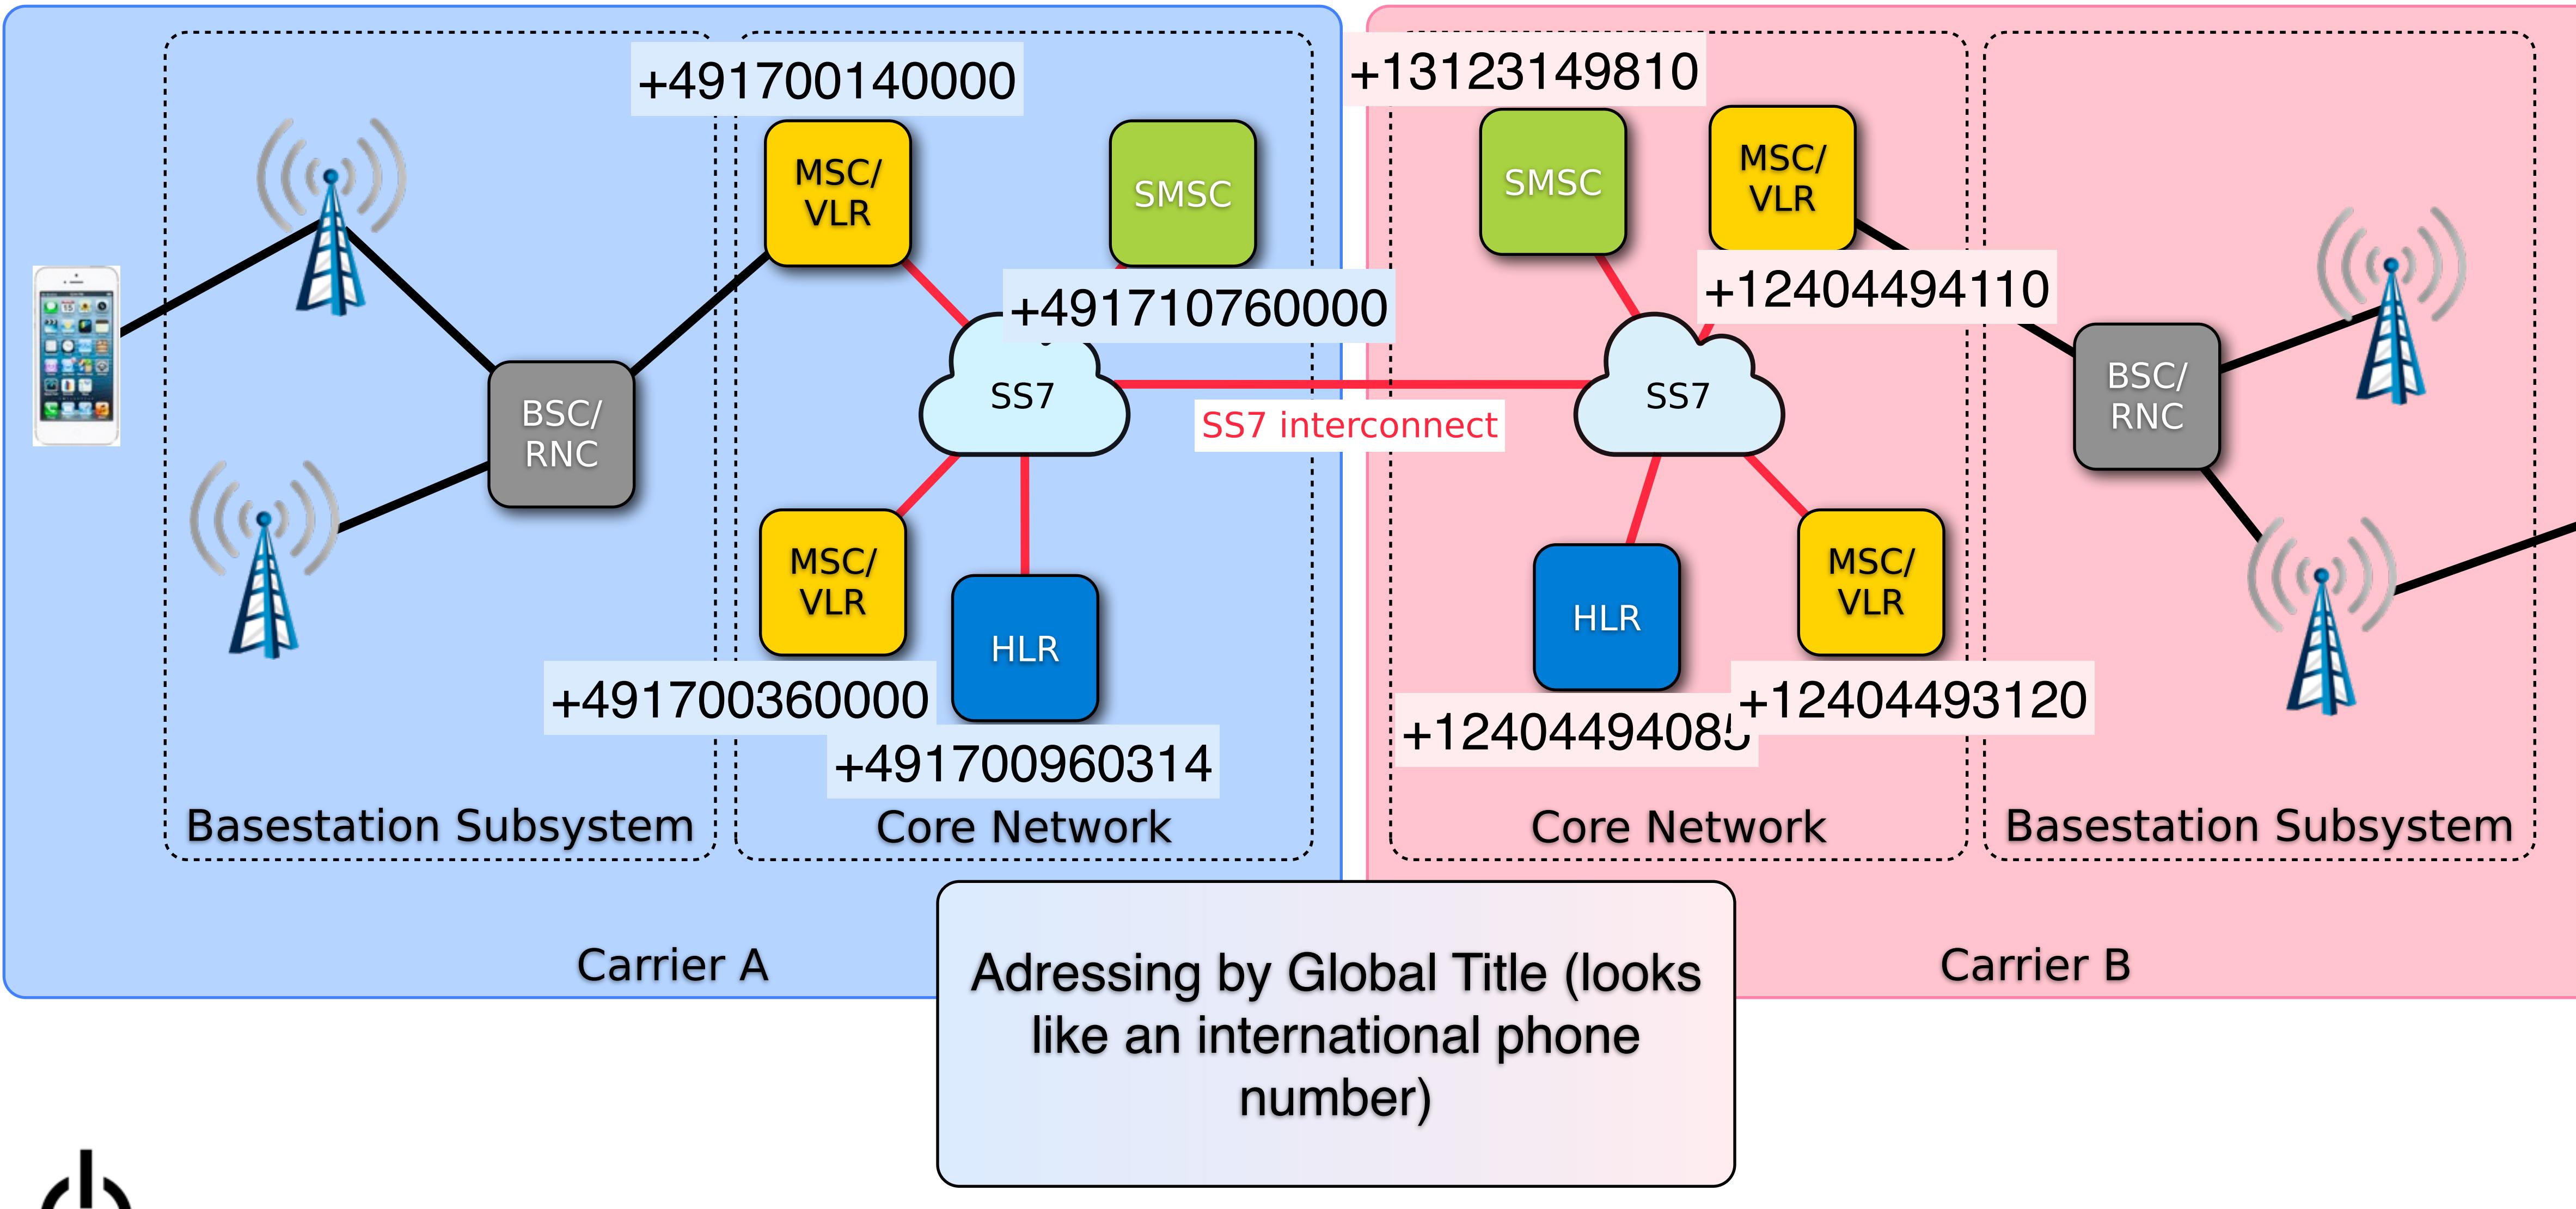 +491700140000
MSC/
VLR
SMSC
+491710760000
SS7
BSC/
RNC
MSC/
VLR
HLR
+491700360000
+491700960314
Basestation Subsystem
Core Network
Carrier A
SS7 interconnect
+13123149810
SMSC
MSC/
VLR
+12404494110
SS7
BSC/
RNC
HLR
MSC/
VLR
+12404494085
+12404493120
Core Network
Basestation Subsystem
Carrier B
Adressing by Global Title (looks
like an international phone
number)